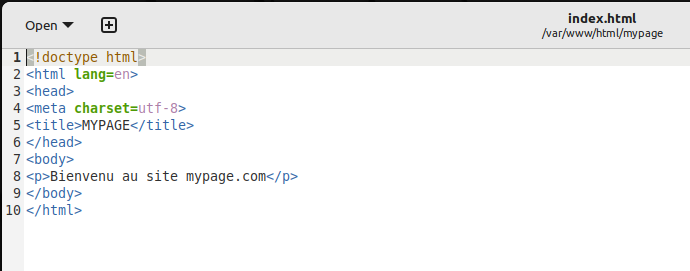 Open
index.html
/var/www/html/mypage
1 <!doctype html>
2 <html lang=en>
3 <head>
4 <meta charset=utf-8>
5 <title>MYPAGE</title>
6 </head>
7 <body>
8 <p>Bienvenu au site mypage.com</p>
9 </body>
10 </html>